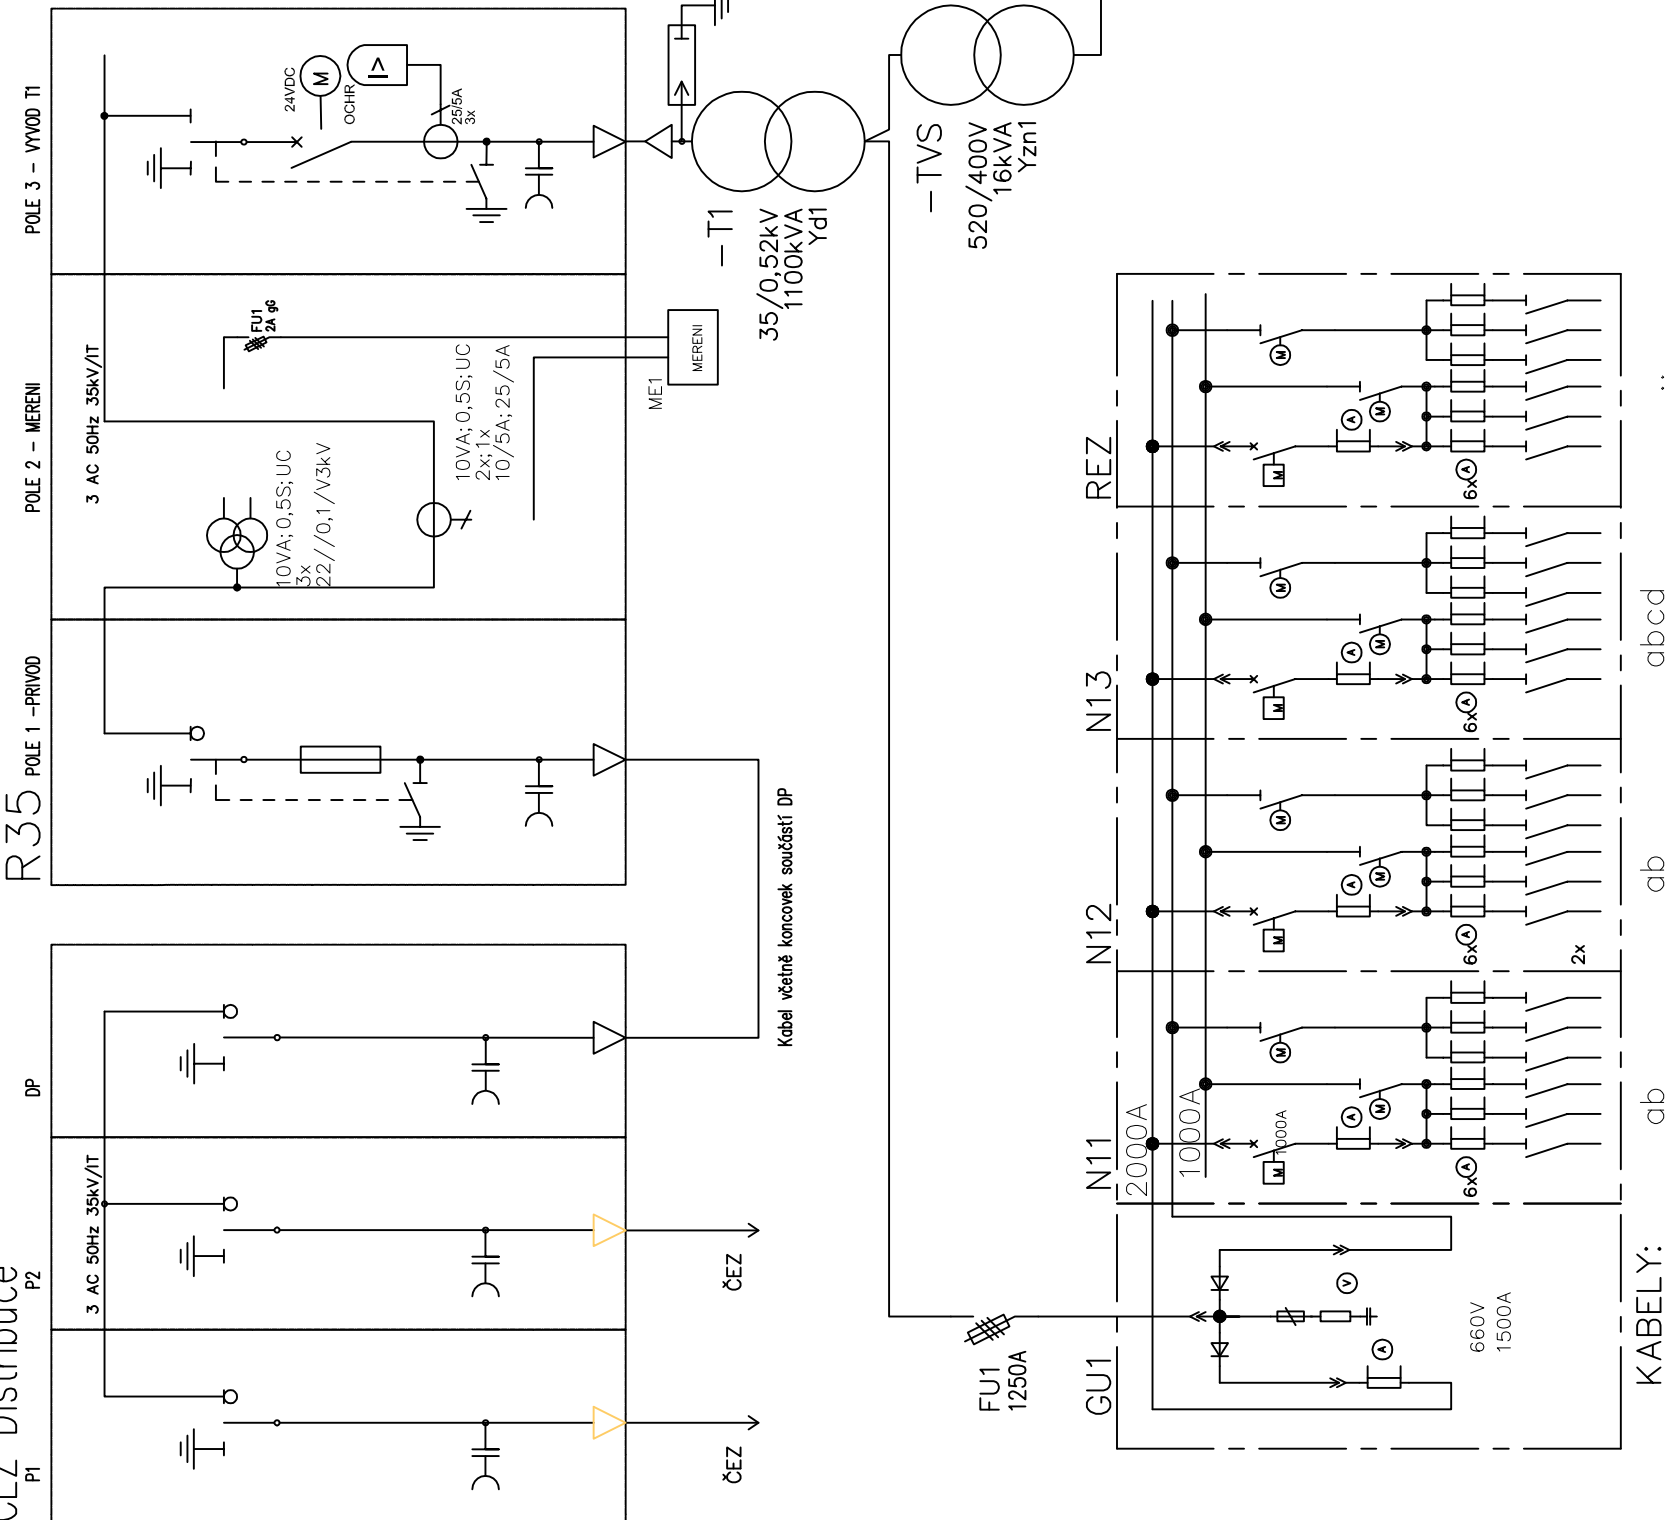 R35
POLE 1 -PRIVOD
POLE 2 - MERENI
POLE 3 - VYVOD T1
3 AC 50Hz 35kV/IT
10VA; 0,5S; UC
3x
22//0,1/V3kV
FU1
2A gG
10VA; 0,5S; UC
2x; 1x
10/5A; 25/5A
ME1
MERENI
24VDC
M
OCHR
I>
25/5A
3x
-T1
35/0,52kV
1100kVA
Yd1
-TVS
520/400V
16kVA
Yzn1
ČEZ Distribuce
P1
P2
DP
3 AC 50Hz 35kV/IT
ČEZ
ČEZ
Kabel včetně koncovek součástí DP
FU1
1250A
GU1
A
V
660V
1500A
N11
2000A
1000A
M
1000A
A
M
M
6x
A
N12
M
A
M
M
6x
A
2x
N13
M
A
M
M
6x
A
REZ
M
A
M
M
6x
A
KABELY:
ab
ab
abcd